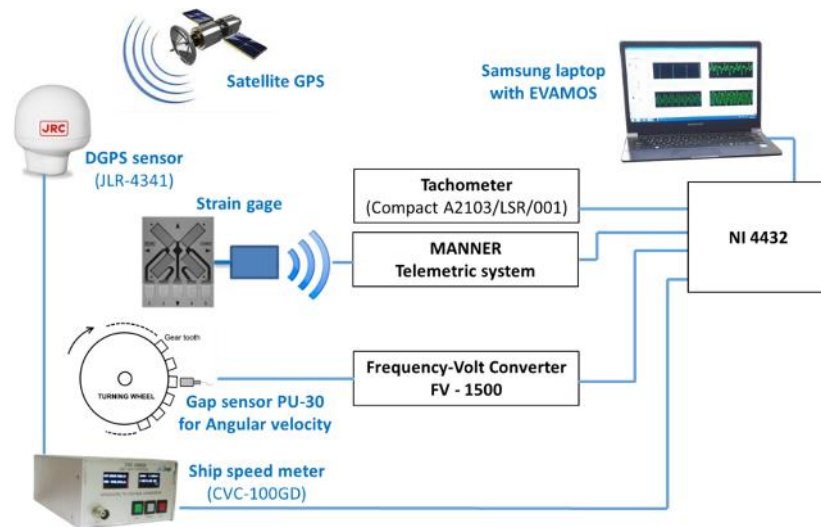 Satellite GPS
Samsung laptop
with EVAMOS
JRC
DGPS sensor
(JLR-4341)
Strain gage
Tachometer
(Compact A2103/LSR/001)
MANNER
Telemetric system
NI 4432
Gear tooth
TURNING WHEEL
Gap sensor PU-30
for Angular velocity
Frequency-Volt Converter
FV - 1500
Ship speed meter
(CVC-100GD)